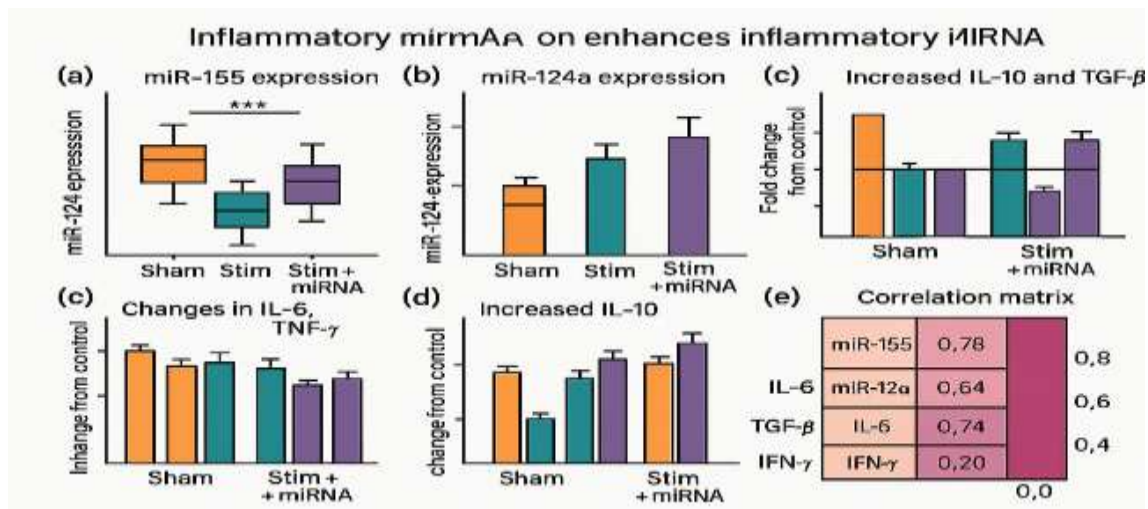 Inflammatory mirmAA on enhances inflammatory iMIRNA
(a) miR-155 expression
miR-124 epresssion
***
Sham Stim Stim +
miRNA
(b) miR-124a expression
miR-124-expression
Sham Stim Stim
+miRNA
(c) Increased IL-10 and TGF-β
Fold change
from control
Sham Stim
+miRNA
(c) Changes in IL-6,
TNF-γ
Inhange from control
Sham Stim +
+ miRNA
(d) Increased IL-10
change from control
Sham Stim
+miRNA
(e) Correlation matrix
miR-155 0,78
IL-6 miR-12a 0,64
TGF-β IL-6 0,74
IFN-γ IFN-γ 0,20
0,8
0,6
0,4
0,0